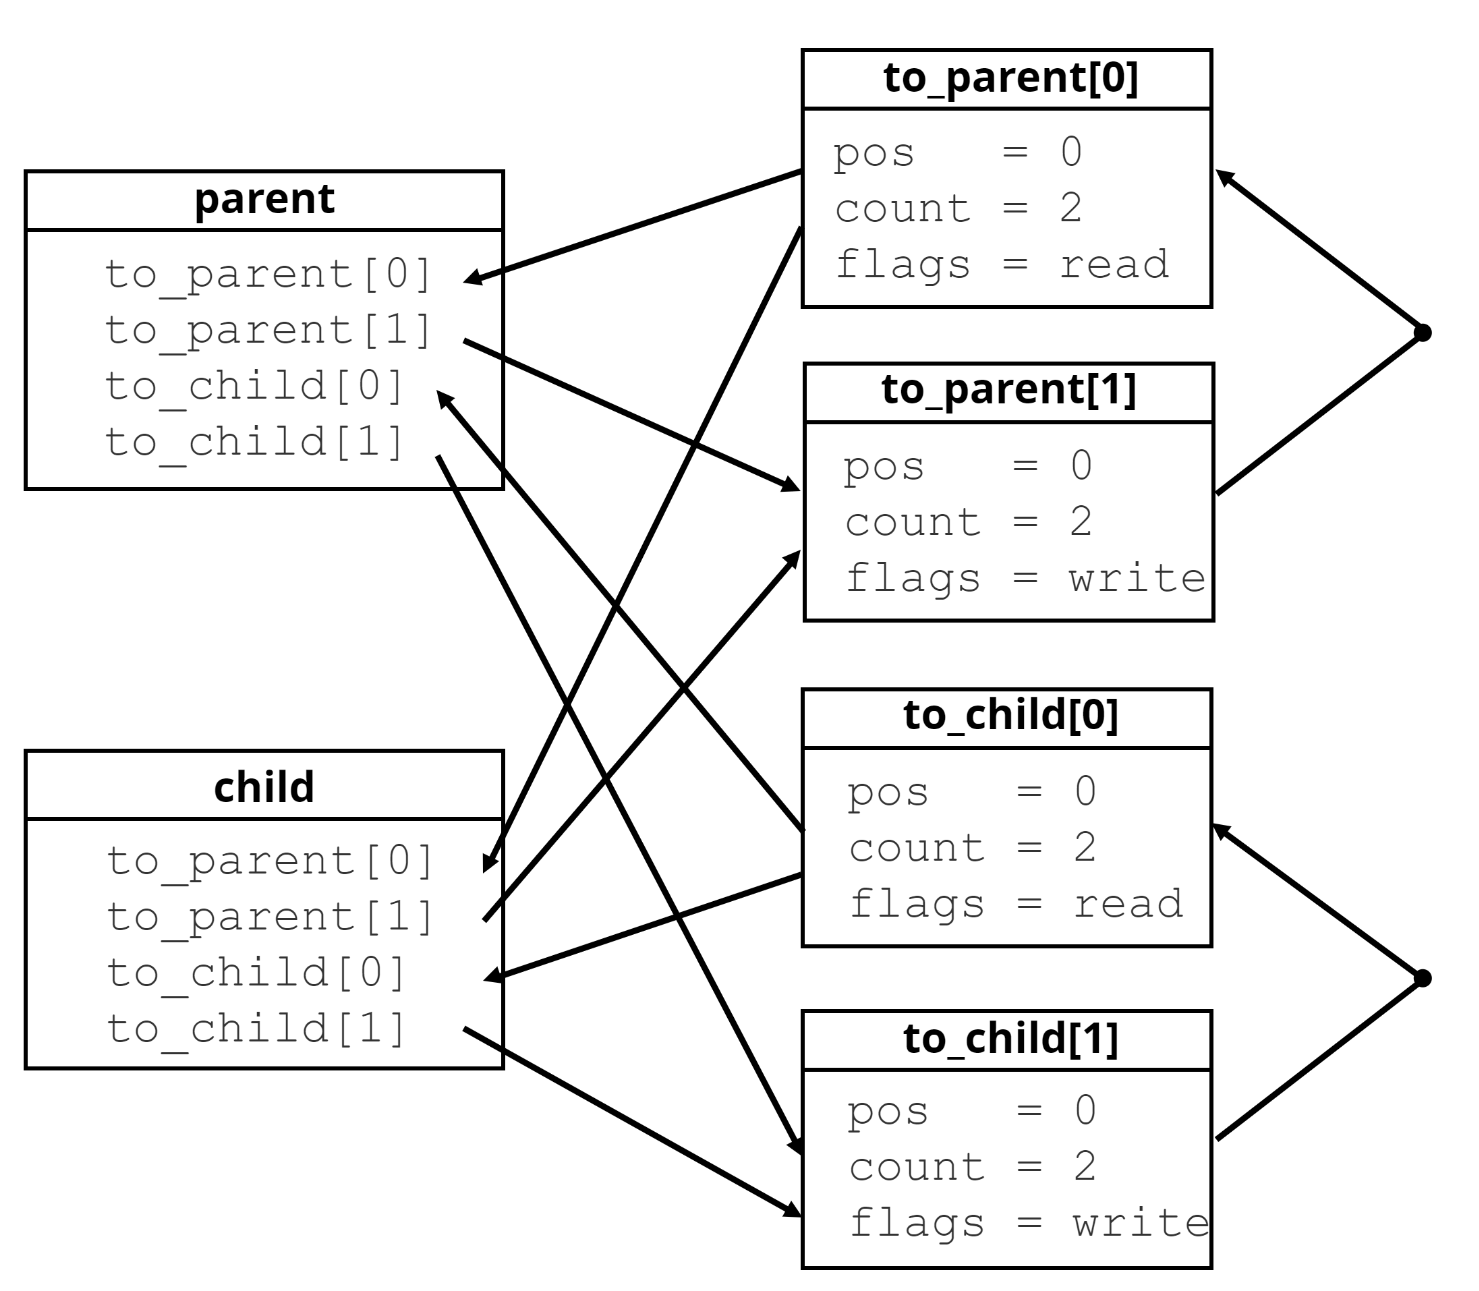 parent
to_parent[0]
to_parent[1]
to_child[0]
to_child[1]
child
to_parent[0]
to_parent[1]
to_child[0]
to_child[1]
to_parent[0]
pos = 0
count = 2
flags = read
to_parent[1]
pos = 0
count = 2
flags = write
to_child[0]
pos = 0
count = 2
flags = read
to_child[1]
pos = 0
count = 2
flags = write